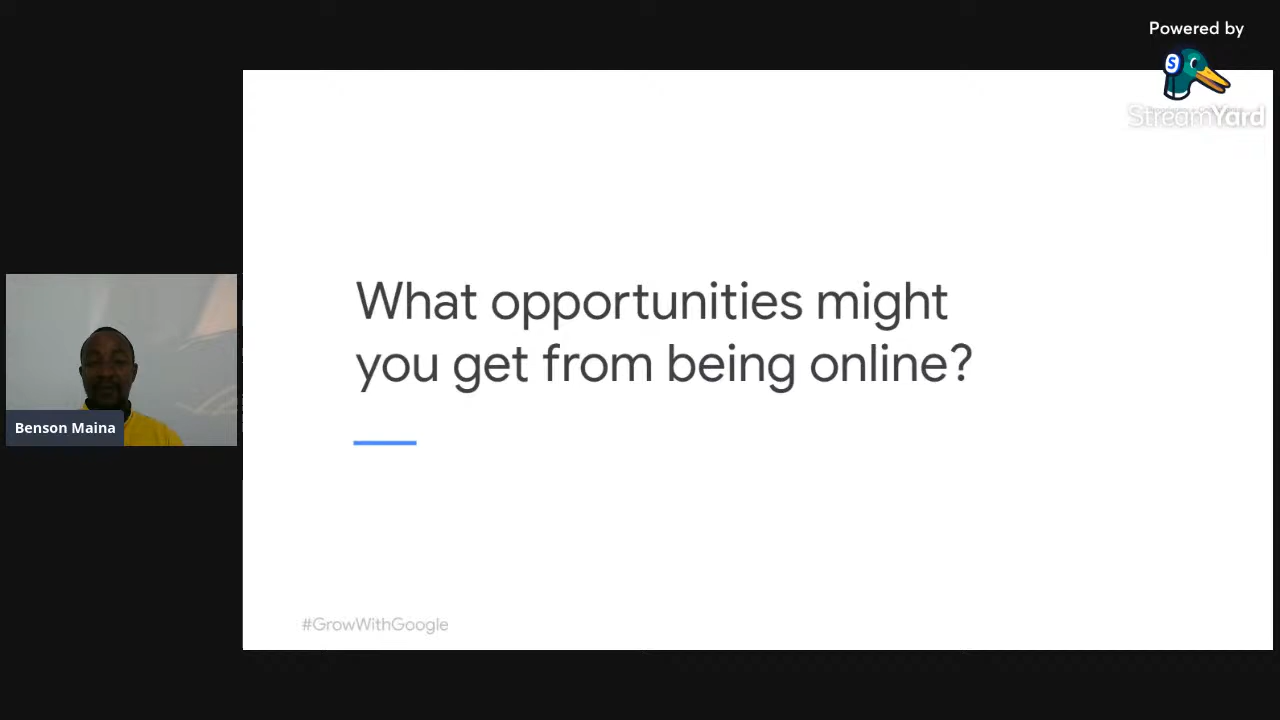 Powered by
S
StreamYard
What opportunities might
you get from being online?
Benson Maina
#GrowWithGoogle